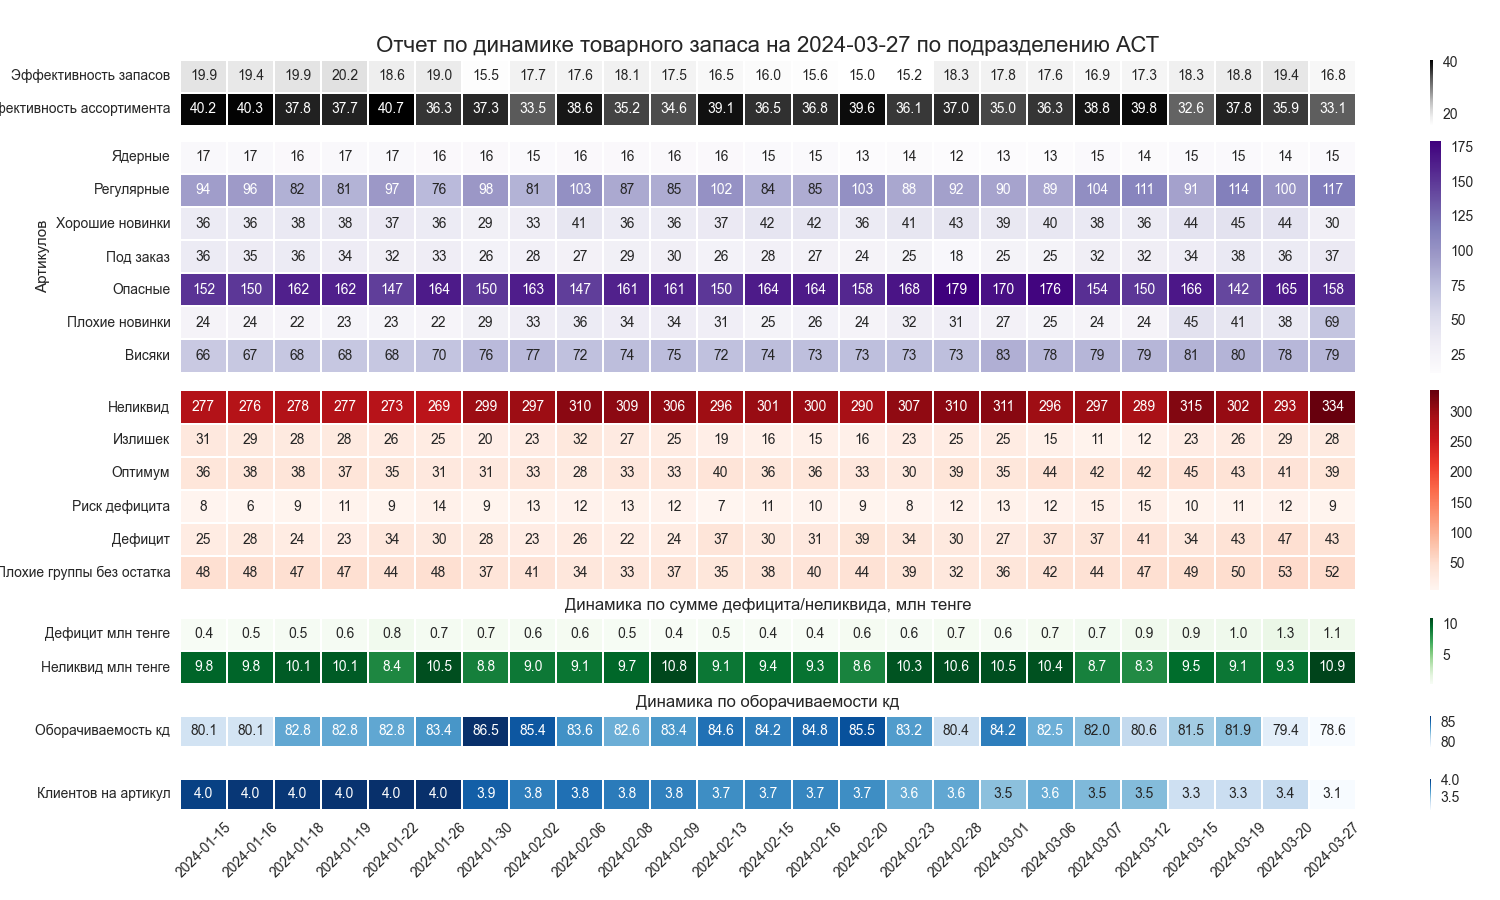 Отчет по динамике товарного запаса на 2024-03-27 по подразделению АСТ
Эффективность запасов 19.9 19.4 19.9 20.2 18.6 19.0 15.5 17.7 17.6 18.1 17.5 16.5 16.0 15.6 15.0 15.2 18.3 17.8 17.6 16.9 17.3 18.3 18.8 19.4 16.8
фективность ассортимента 40.2 40.3 37.8 37.7 40.7 36.3 37.3 33.5 38.6 35.2 34.6 39.1 36.5 36.8 39.6 36.1 37.0 35.0 36.3 38.8 39.8 32.6 37.8 35.9 33.1
40
20
Артикулов
Ядерные 17 17 16 17 17 16 16 15 16 16 16 16 15 15 13 14 12 13 13 15 14 15 15 14 15
Регулярные 94 96 82 81 97 76 98 81 103 87 85 102 84 85 103 88 92 90 89 104 111 91 114 100 117
Хорошие новинки 36 36 38 38 37 36 29 33 41 36 36 37 42 42 36 41 43 39 40 38 36 44 45 44 30
Под заказ 36 35 36 34 32 33 26 28 27 29 30 26 28 27 24 25 18 25 25 32 32 34 38 36 37
Опасные 152 150 162 162 147 164 150 163 147 161 161 150 164 164 158 168 179 170 176 154 150 166 142 165 158
Плохие новинки 24 24 22 23 23 22 29 33 36 34 34 31 25 26 24 32 31 27 25 24 24 45 41 38 69
Висяки 66 67 68 68 68 70 76 77 72 74 75 72 74 73 73 73 73 83 78 79 79 81 80 78 79
175
150
125
100
75
50
25
Неликвид 277 276 278 277 273 269 299 297 310 309 306 296 301 300 290 307 310 311 296 297 289 315 302 293 334
Излишек 31 29 28 28 26 25 20 23 32 27 25 19 16 15 16 23 25 25 15 11 12 23 26 29 28
Оптимум 36 38 38 37 35 31 31 33 28 33 33 40 36 36 33 30 39 35 44 42 42 45 43 41 39
Риск дефицита 8 6 9 11 9 14 9 13 12 13 12 7 11 10 9 8 12 13 12 15 15 10 11 12 9
Дефицит 25 28 24 23 34 30 28 23 26 22 24 37 30 31 39 34 30 27 37 37 41 34 43 47 43
Плохие группы без остатка 48 48 47 47 44 48 37 41 34 33 37 35 38 40 44 39 32 36 42 44 47 49 50 53 52
300
250
200
150
100
50
Динамика по сумме дефицита/неликвида, млн тенге
Дефицит млн тенге 0.4 0.5 0.5 0.6 0.8 0.7 0.7 0.6 0.6 0.5 0.4 0.5 0.4 0.4 0.6 0.6 0.7 0.6 0.7 0.7 0.9 0.9 1.0 1.3 1.1
Неликвид млн тенге 9.8 9.8 10.1 10.1 8.4 10.5 8.8 9.0 9.1 9.7 10.8 9.1 9.4 9.3 8.6 10.3 10.6 10.5 10.4 8.7 8.3 9.5 9.1 9.3 10.9
10
5
Динамика по оборачиваемости кд
Оборачиваемость кд 80.1 80.1 82.8 82.8 82.8 83.4 86.5 85.4 83.6 82.6 83.4 84.6 84.2 84.8 85.5 83.2 80.4 84.2 82.5 82.0 80.6 81.5 81.9 79.4 78.6
85
80
Клиентов на артикул 4.0 4.0 4.0 4.0 4.0 4.0 3.9 3.8 3.8 3.8 3.8 3.7 3.7 3.7 3.7 3.6 3.6 3.5 3.6 3.5 3.5 3.3 3.3 3.4 3.1
4.0
3.5
2024-01-15 2024-01-16 2024-01-18 2024-01-19 2024-01-22 2024-01-26 2024-01-30 2024-02-02 2024-02-06 2024-02-08 2024-02-09 2024-02-13 2024-02-15 2024-02-16 2024-02-20 2024-02-23 2024-02-28 2024-03-01 2024-03-06 2024-03-07 2024-03-12 2024-03-15 2024-03-19 2024-03-20 2024-03-27